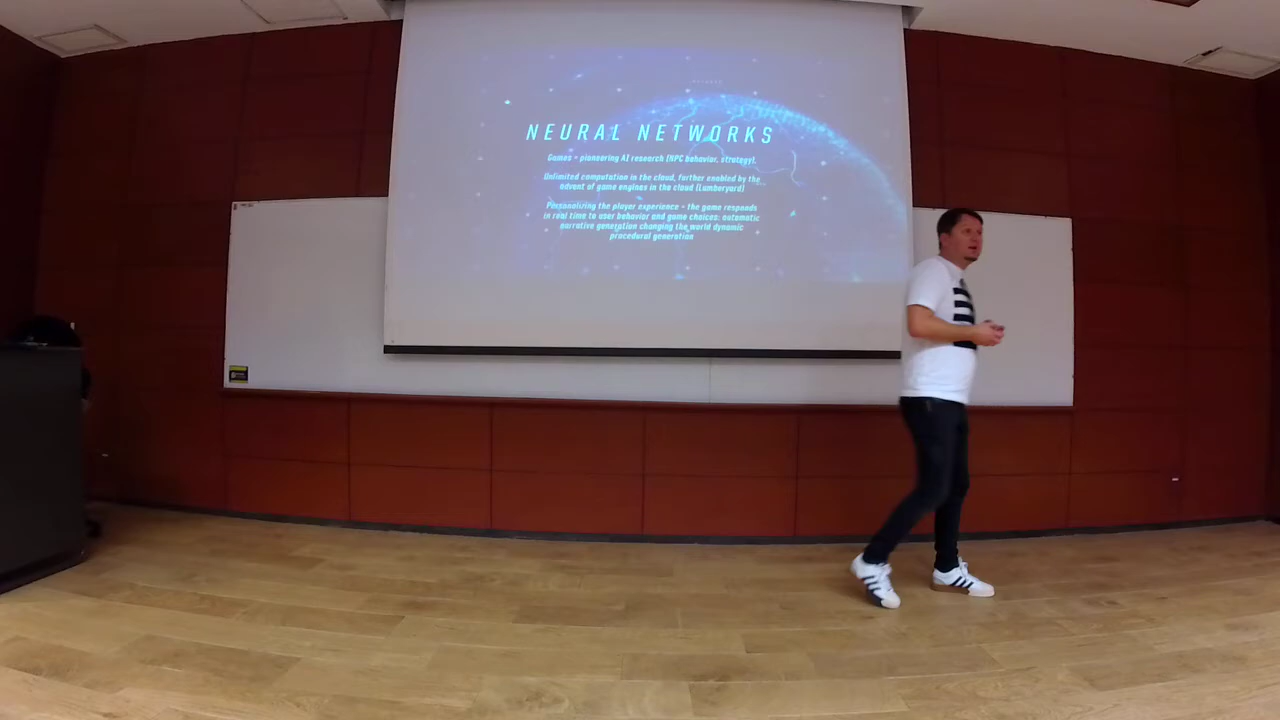 NEURAL NETWORKS
Games - pioneering AI research (NPC behavior, strategy).
Unlimited computation in the cloud, further enabled by the
advent of game engines in the cloud (Lumberyard)
Personalizing the player experience - the game responds
in real time to user behavior and game choices: automatic
narrative generation changing the world dynamic
procedural generation